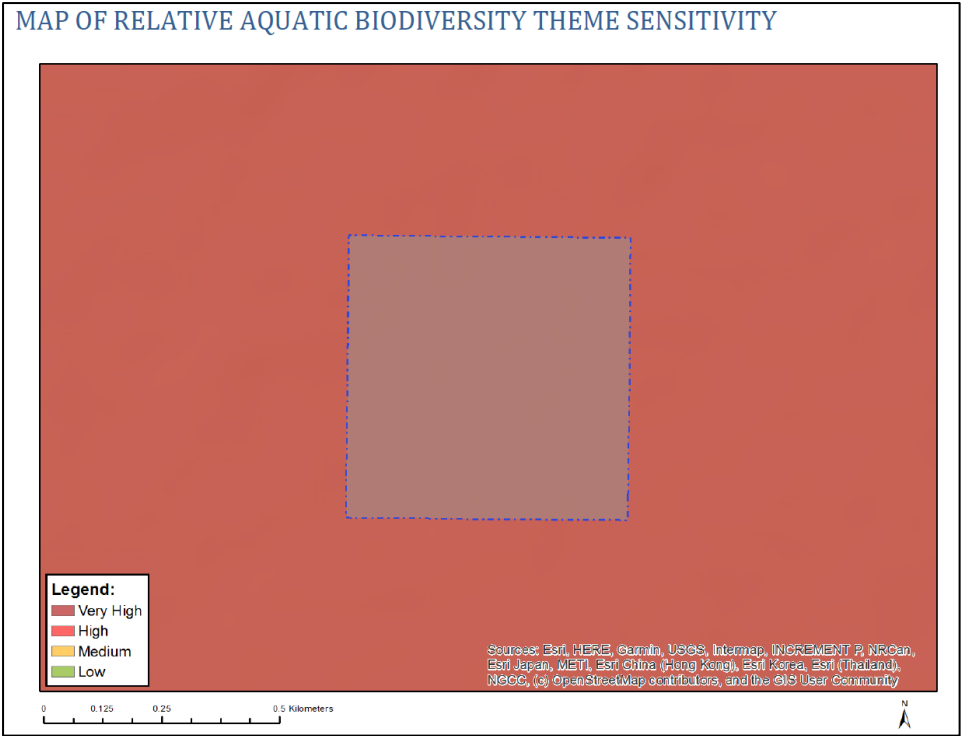 MAP OF RELATIVE AQUATIC BIODIVERSITY THEME SENSITIVITY
Legend:
Very High
High
Medium
Low
Sources: Esri, HERE, Garmin, USGS, Intermap, INCREMENT P, NRCan,
Esri Japan, METI, Esri China (Hong Kong), Esri Korea, Esri (Thailand),
NGCC, (c) OpenStreetMap contributors, and the GIS User Community
0 0.125 0.25 0.5 Kilometers
N